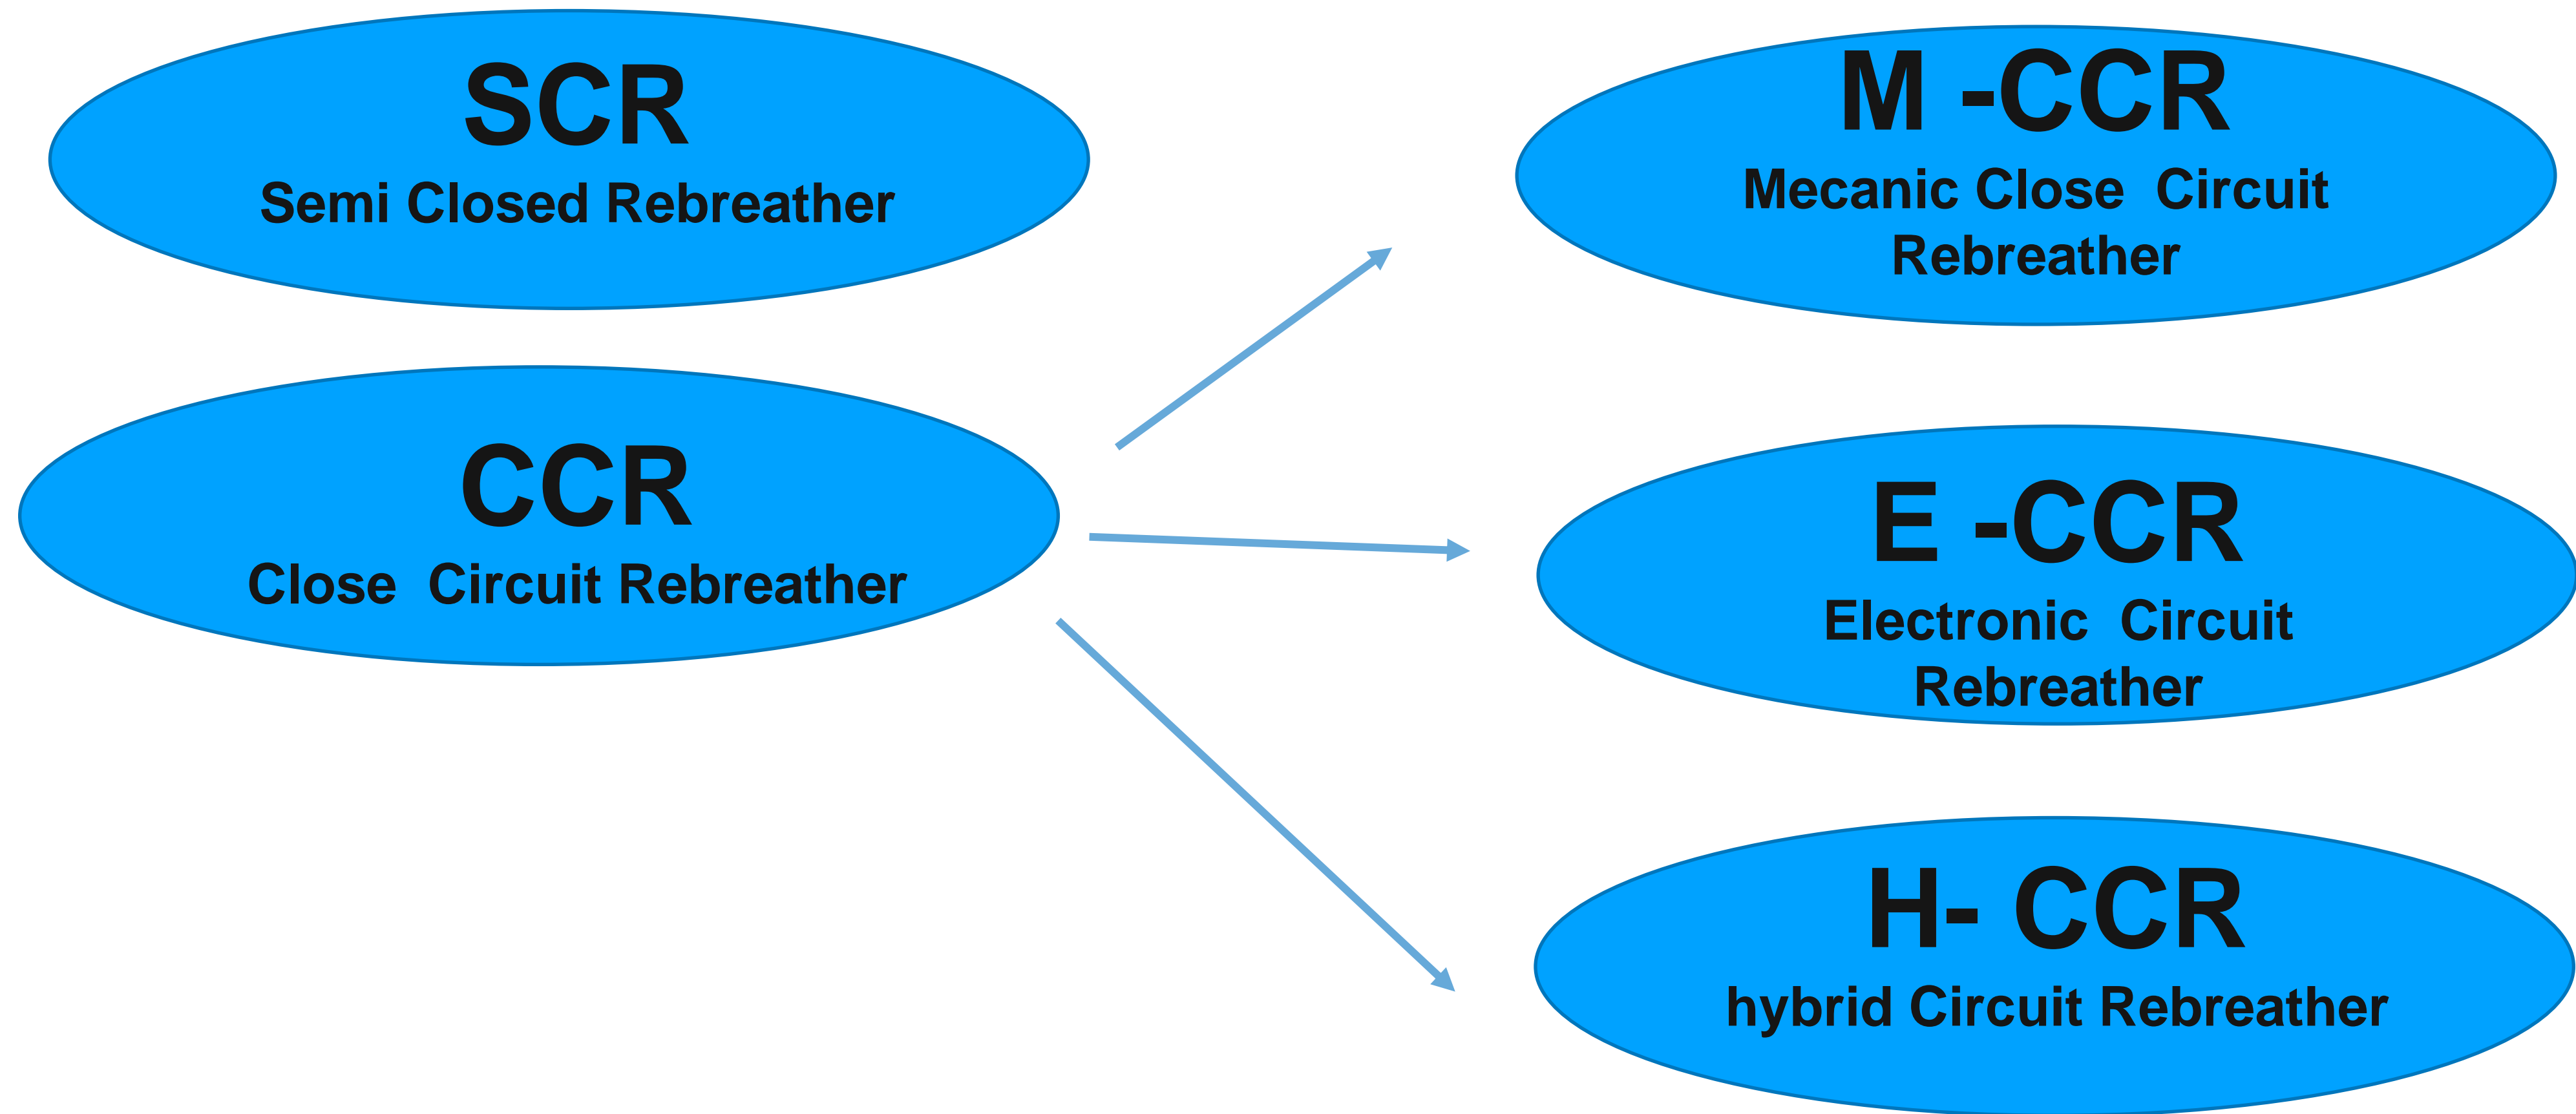 SCR
Semi Closed Rebreather
CCR
Close  Circuit Rebreather
M -CCR
Mecanic Close  Circuit
Rebreather
E -CCR
Electronic  Circuit
Rebreather
H- CCR
hybrid Circuit Rebreather